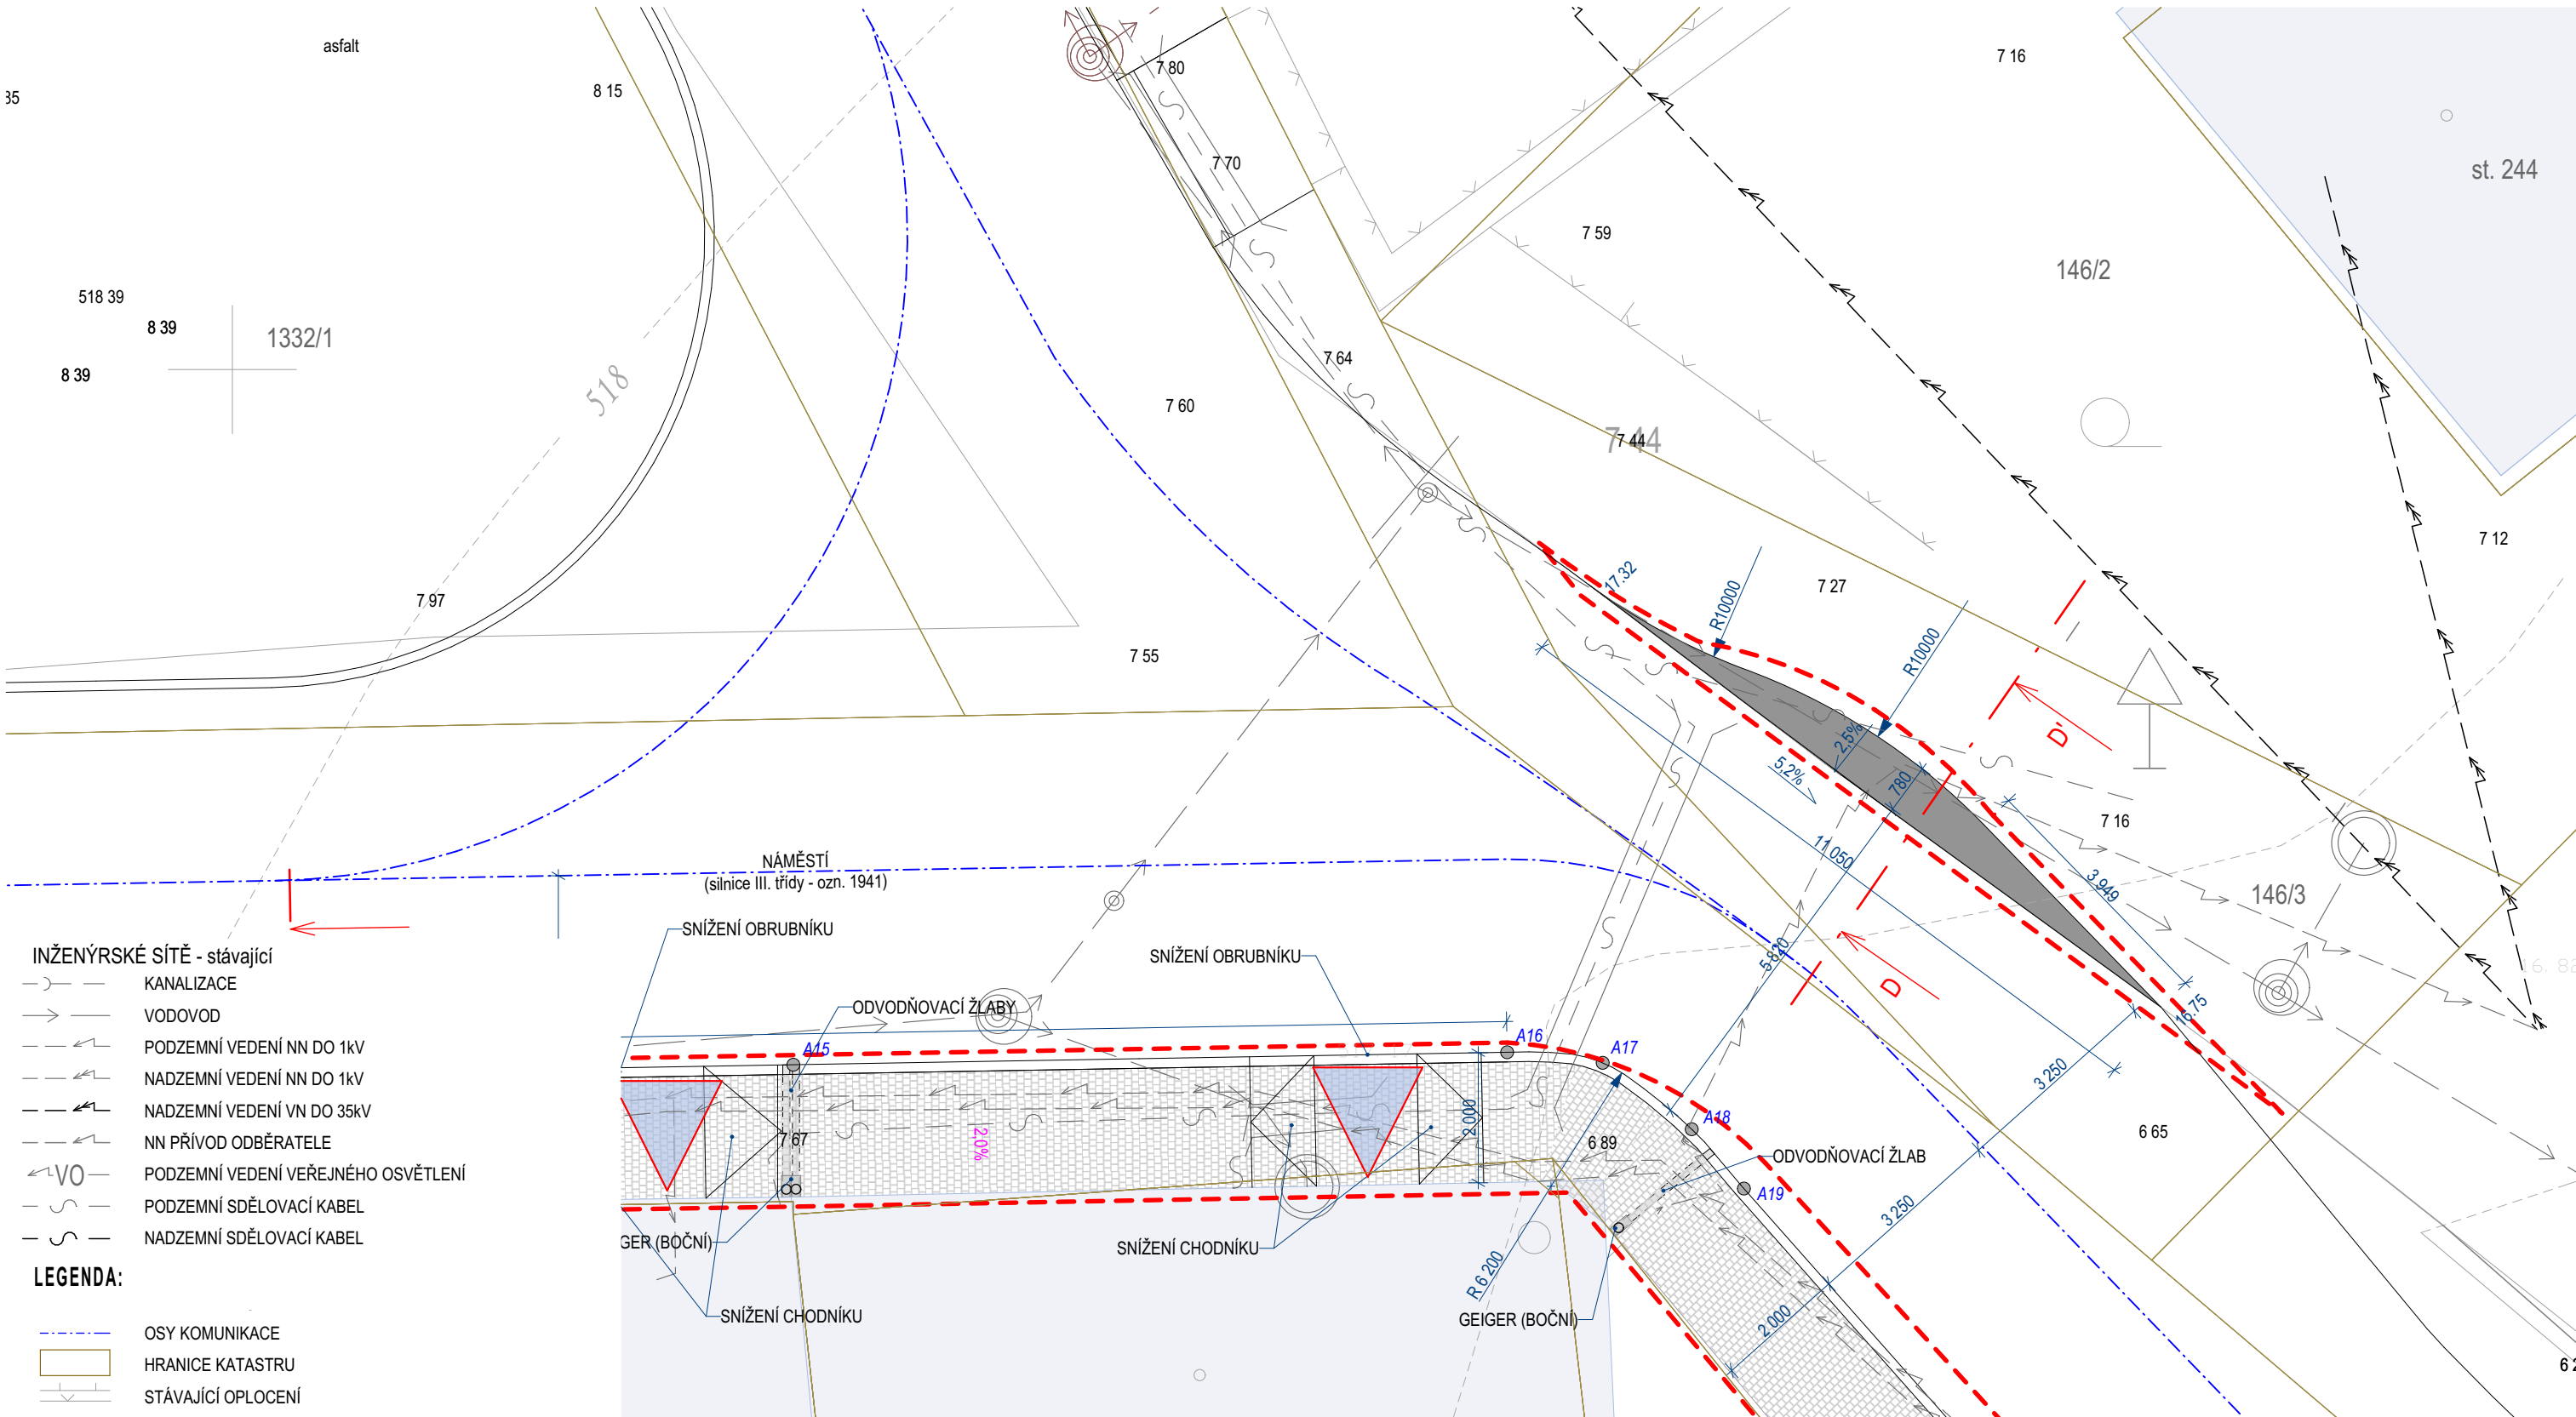 asfalt
35
8 15
7 80
7 16
7 70
st. 244
7 59
146/2
518 39
8 39
1332/1
8 39
518
7 64
7 60
7 44
7 44
7 12
17.32
R10000
7 27
R10000
7 97
7 55
2,5%
5,2%
780
D'
7 16
11 050
3 949
146/3
NÁMĚSTÍ
(silnice III. třídy - ozn. 1941)
5 820
D
16. 82
16.75
SNÍŽENÍ OBRUBNÍKU
SNÍŽENÍ OBRUBNÍKU
ODVODŇOVACÍ ŽLABY
A15
A16
A17
A18
A19
3 250
3 250
2 000
2 000
7 67
2,0%
6 89
6 65
ODVODŇOVACÍ ŽLAB
GER (BOČNÍ)
SNÍŽENÍ CHODNÍKU
SNÍŽENÍ CHODNÍKU
R 6 200
GEIGER (BOČNÍ)
6 2
INŽENÝRSKÉ SÍTĚ - stávající
KANALIZACE
VODOVOD
PODZEMNÍ VEDENÍ NN DO 1kV
NADZEMNÍ VEDENÍ NN DO 1kV
NADZEMNÍ VEDENÍ VN DO 35kV
NN PŘÍVOD ODBĚRATELE
VO PODZEMNÍ VEDENÍ VEŘEJNÉHO OSVĚTLENÍ
PODZEMNÍ SDĚLOVACÍ KABEL
NADZEMNÍ SDĚLOVACÍ KABEL
LEGENDA:
OSY KOMUNIKACE
HRANICE KATASTRU
STÁVAJÍCÍ OPLOCENÍ